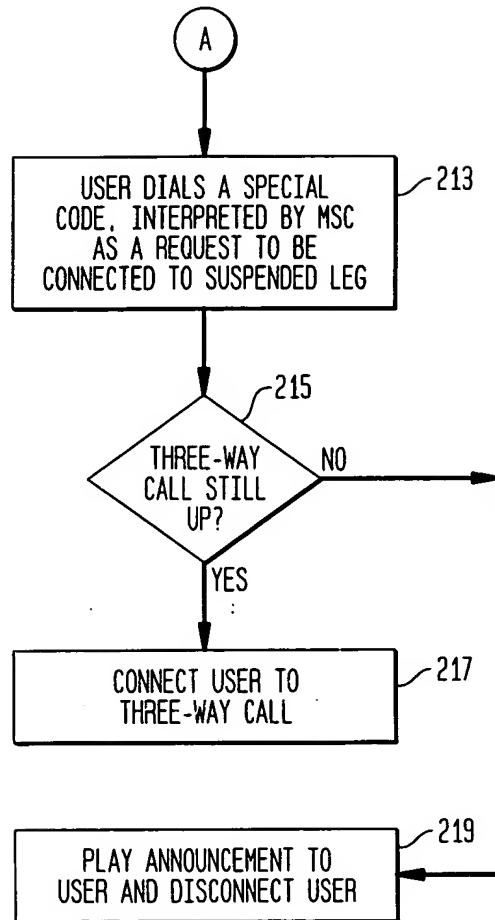 A
USER DIALS A SPECIAL
CODE, INTERPRETED BY MSC
AS A REQUEST TO BE
CONNECTED TO SUSPENDED LEG
213
215
THREE-WAY
CALL STILL
UP?
NO
YES
CONNECT USER TO
THREE-WAY CALL
217
PLAY ANNOUNCEMENT TO
USER AND DISCONNECT USER
219